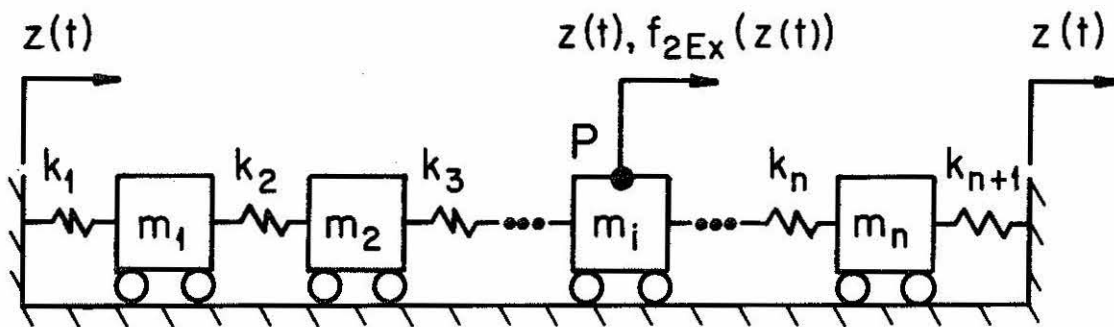 z(t) z(t), f₂Ex(z(t)) z(t)
P
k₁ k₂ k₃ kₙ kₙ₊₁
m₁ m₂ mᵢ mₙ